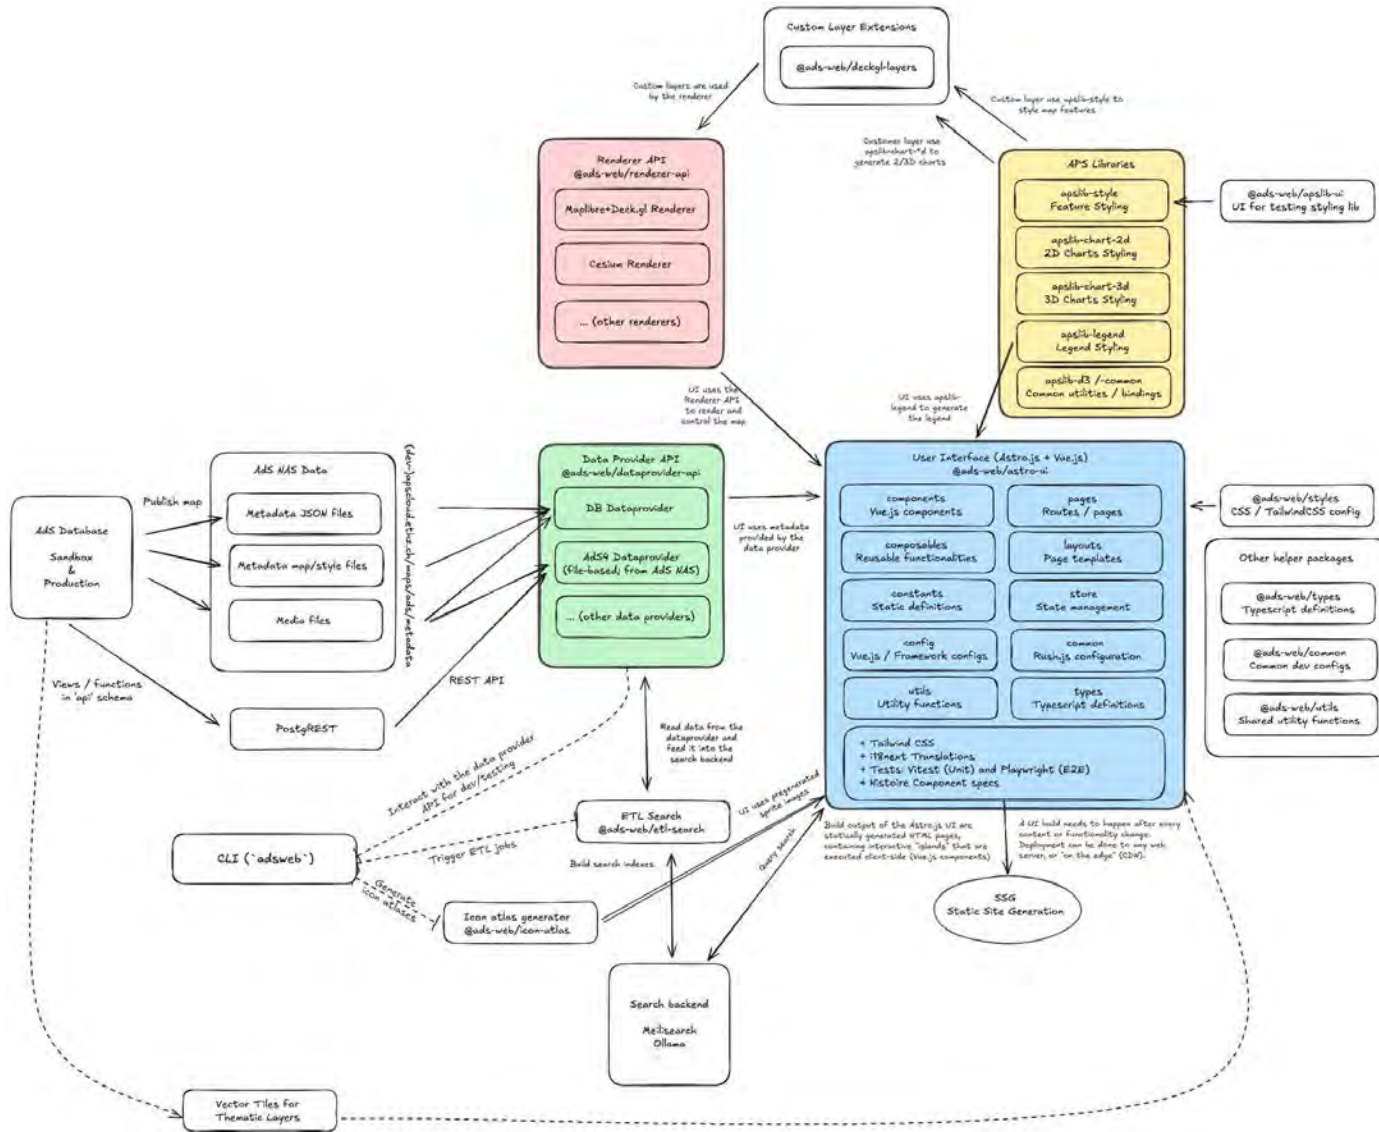 Custom Layer Extensions
@ads-web/deckgl-layers
Custom layers are used
by the renderer
Custom layer use apslib-style to
style map features
Customer layer use
apslib-chart-*d to
generate 2/3D charts
Renderer API
@ads-web/renderer-api
Maplibre+Deck.gl Renderer
Cesium Renderer
... (other renderers)
APS Libraries
apslib-style
Feature Styling
apslib-chart-2d
2D Charts Styling
apslib-chart-3d
3D Charts Styling
apslib-legend
Legend Styling
apslib-d3 /-common
Common utilities / bindings
@ads-web/apslib-ui
UI for testing styling lib
UI uses the
Renderer API
to render and
control the map
UI uses apslib-
legend to generate
the legend
AdS Database
Sandbox
&
Production
Publish map
AdS NAS Data
Metadata JSON files
Metadata map/style files
Media files
(dev-)apscloud.ethz.ch/maps/ads/metadata
Views / functions
in 'api' schema
PostgREST
REST API
Data Provider API
@ads-web/dataprovider-api
DB Dataprovider
AdS4 Dataprovider
(file-based; from AdS NAS)
... (other data providers)
UI uses metadata
provided by the
data provider
User Interface (Astro.js + Vue.js)
@ads-web/astro-ui
components
Vue.js components
pages
Routes / pages
composables
Reusable functionalities
layouts
Page templates
constants
Static definitions
store
State management
config
Vue.js / Framework configs
common
Rush.js configuration
utils
Utility functions
types
Typescript definitions
+ Tailwind CSS
+ i18next Translations
+ Tests: Vitest (Unit) and Playwright (E2E)
+ Histoire Component specs
@ads-web/styles
CSS / TailwindCSS config
Other helper packages
@ads-web/types
Typescript definitions
@ads-web/common
Common dev configs
@ads-web/utils
Shared utility functions
Read data from the
dataprovider and
feed it into the
search backend
Interact with the data provider
API for dev/testing
CLI (`adsweb`)
Trigger ETL jobs
ETL Search
@ads-web/etl-search
Generate
icon atlases
Icon atlas generator
@ads-web/icon-atlas
Build search indexes
UI uses pregenerated
sprite images
Query search
Build output of the Astro.js UI are
statically generated HTML pages,
containing interactive "islands" that are
executed client-side (Vue.js components)
A UI build needs to happen after every
content or functionality change.
Deployment can be done to any web
server, or "on the edge" (CDN).
SSG
Static Site Generation
Search backend
Meilisearch
Ollama
Vector Tiles for
Thematic Layers